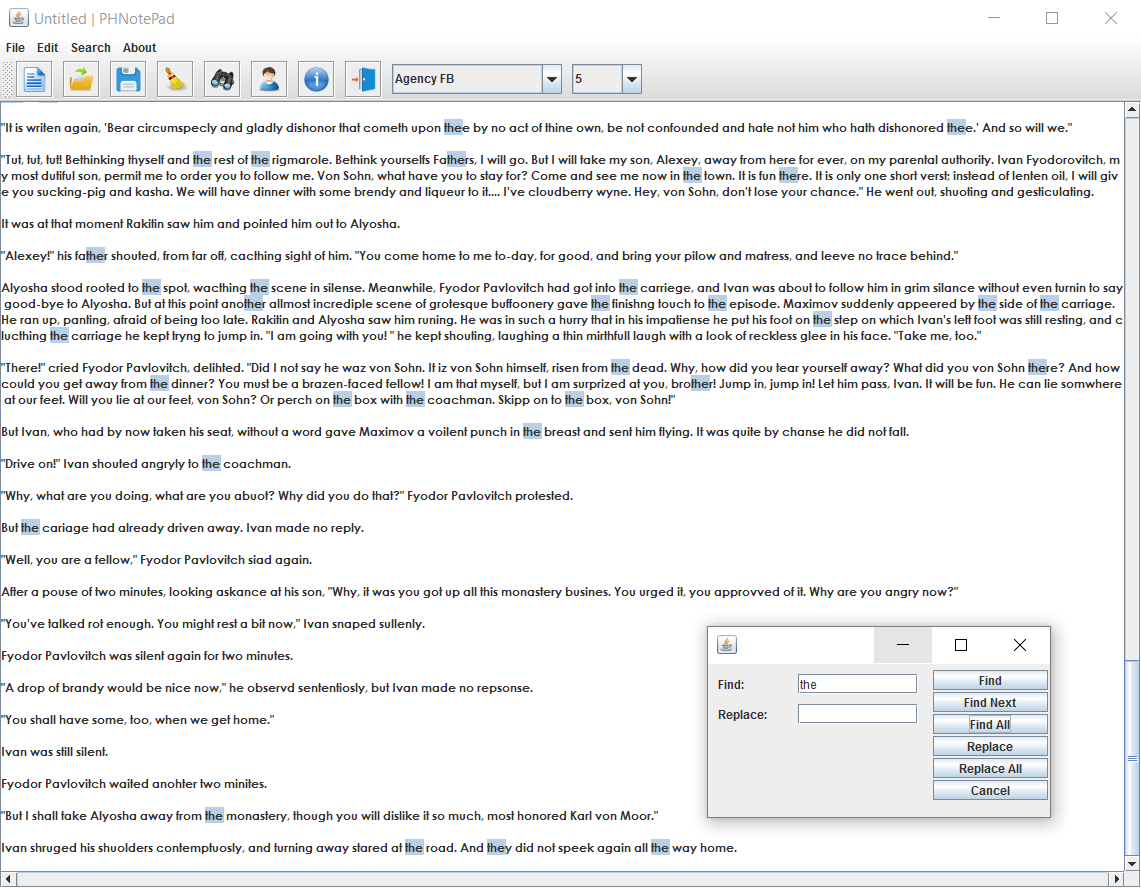 Untitled | PHNotePad
File Edit Search About
Agency FB 5
"It is writen again, 'Bear circumspecly and gladly dishonor that cometh upon thee by no act of thine own, be not confounded and hate not him who hath dishonored thee.' And so will we."
"Tut, tut, tut! Bethinking thyself and the rest of the rigmarole. Bethink yourselfs Fathers, I will go. But I will take my son, Alexey, away from here for ever, on my parental authority. Ivan Fyodorovitch, m
y most dutiful son, permit me to order you to follow me. Von Sohn, what have you to stay for? Come and see me now in the town. It is fun there. It is only one short verst; instead of lenten oil, I will giv
e you sucking-pig and kasha. We will have dinner with some brendy and liqueur to it.... I've cloudberry wyne. Hey, von Sohn, don't lose your chance." He went out, shuoting and gesticulating.
It was at that moment Rakilin saw him and pointed him out to Alyosha.
"Alexey!" his father shouted, from far off, cacthing sight of him. "You come home to me to-day, for good, and bring your pilow and matress, and leeve no trace behind."
Alyosha stood rooted to the spot, wacthing the scene in silense. Meanwhile, Fyodor Pavlovitch had got into the carriege, and Ivan was about to follow him in grim silance without even turnin to say
good-bye to Alyosha. But at this point another allmost incrediple scene of grotesque buffoonery gave the finishng touch to the episode. Maximov suddenly appeered by the side of the carriage.
He ran up, panting, afraid of being too late. Rakilin and Alyosha saw him runing. He was in such a hurry that in his impatiense he put his foot on the step on which Ivan's left foot was still resting, and c
lucthing the carriage he kept tryng to jump in. "I am going with you! " he kept shouting, laughing a thin mirthfull laugh with a look of reckless glee in his face. "Take me, too."
"There!" cried Fyodor Pavlovitch, delihted. "Did I not say he waz von Sohn. It iz von Sohn himself, risen from the dead. Why, how did you tear yourself away? What did you von Sohn there? And how
could you get away from the dinner? You must be a brazen-faced fellow! I am that myself, but I am surprized at you, brother! Jump in, jump in! Let him pass, Ivan. It will be fun. He can lie somwhere
at our feet. Will you lie at our feet, von Sohn? Or perch on the box with the coachman. Skipp on to the box, von Sohn!"
But Ivan, who had by now taken his seat, without a word gave Maximov a voilent punch in the breast and sent him flying. It was quite by chanse he did not fall.
"Drive on!" Ivan shouted angryly to the coachman.
"Why, what are you doing, what are you abuot? Why did you do that?" Fyodor Pavlovitch protested.
But the cariage had already driven away. Ivan made no reply.
"Well, you are a fellow," Fyodor Pavlovitch siad again.
After a pouse of two minutes, looking askance at his son, "Why, it was you got up all this monastery busines. You urged it, you approvved of it. Why are you angry now?"
"You've talked rot enough. You might rest a bit now," Ivan snaped sullenly.
Fyodor Pavlovitch was silent again for two minutes.
"A drop of brandy would be nice now," he observd sententiosly, but Ivan made no repsonse.
"You shall have some, too, when we get home."
Ivan was still silent.
Fyodor Pavlovitch waited anohter two minites.
"But I shall take Alyosha away from the monastery, though you will dislike it so much, most honored Karl von Moor."
Ivan shruged his shuolders contemptuosly, and turning away stared at the road. And they did not speek again all the way home.
Find: the
Replace:
Find
Find Next
Find All
Replace
Replace All
Cancel